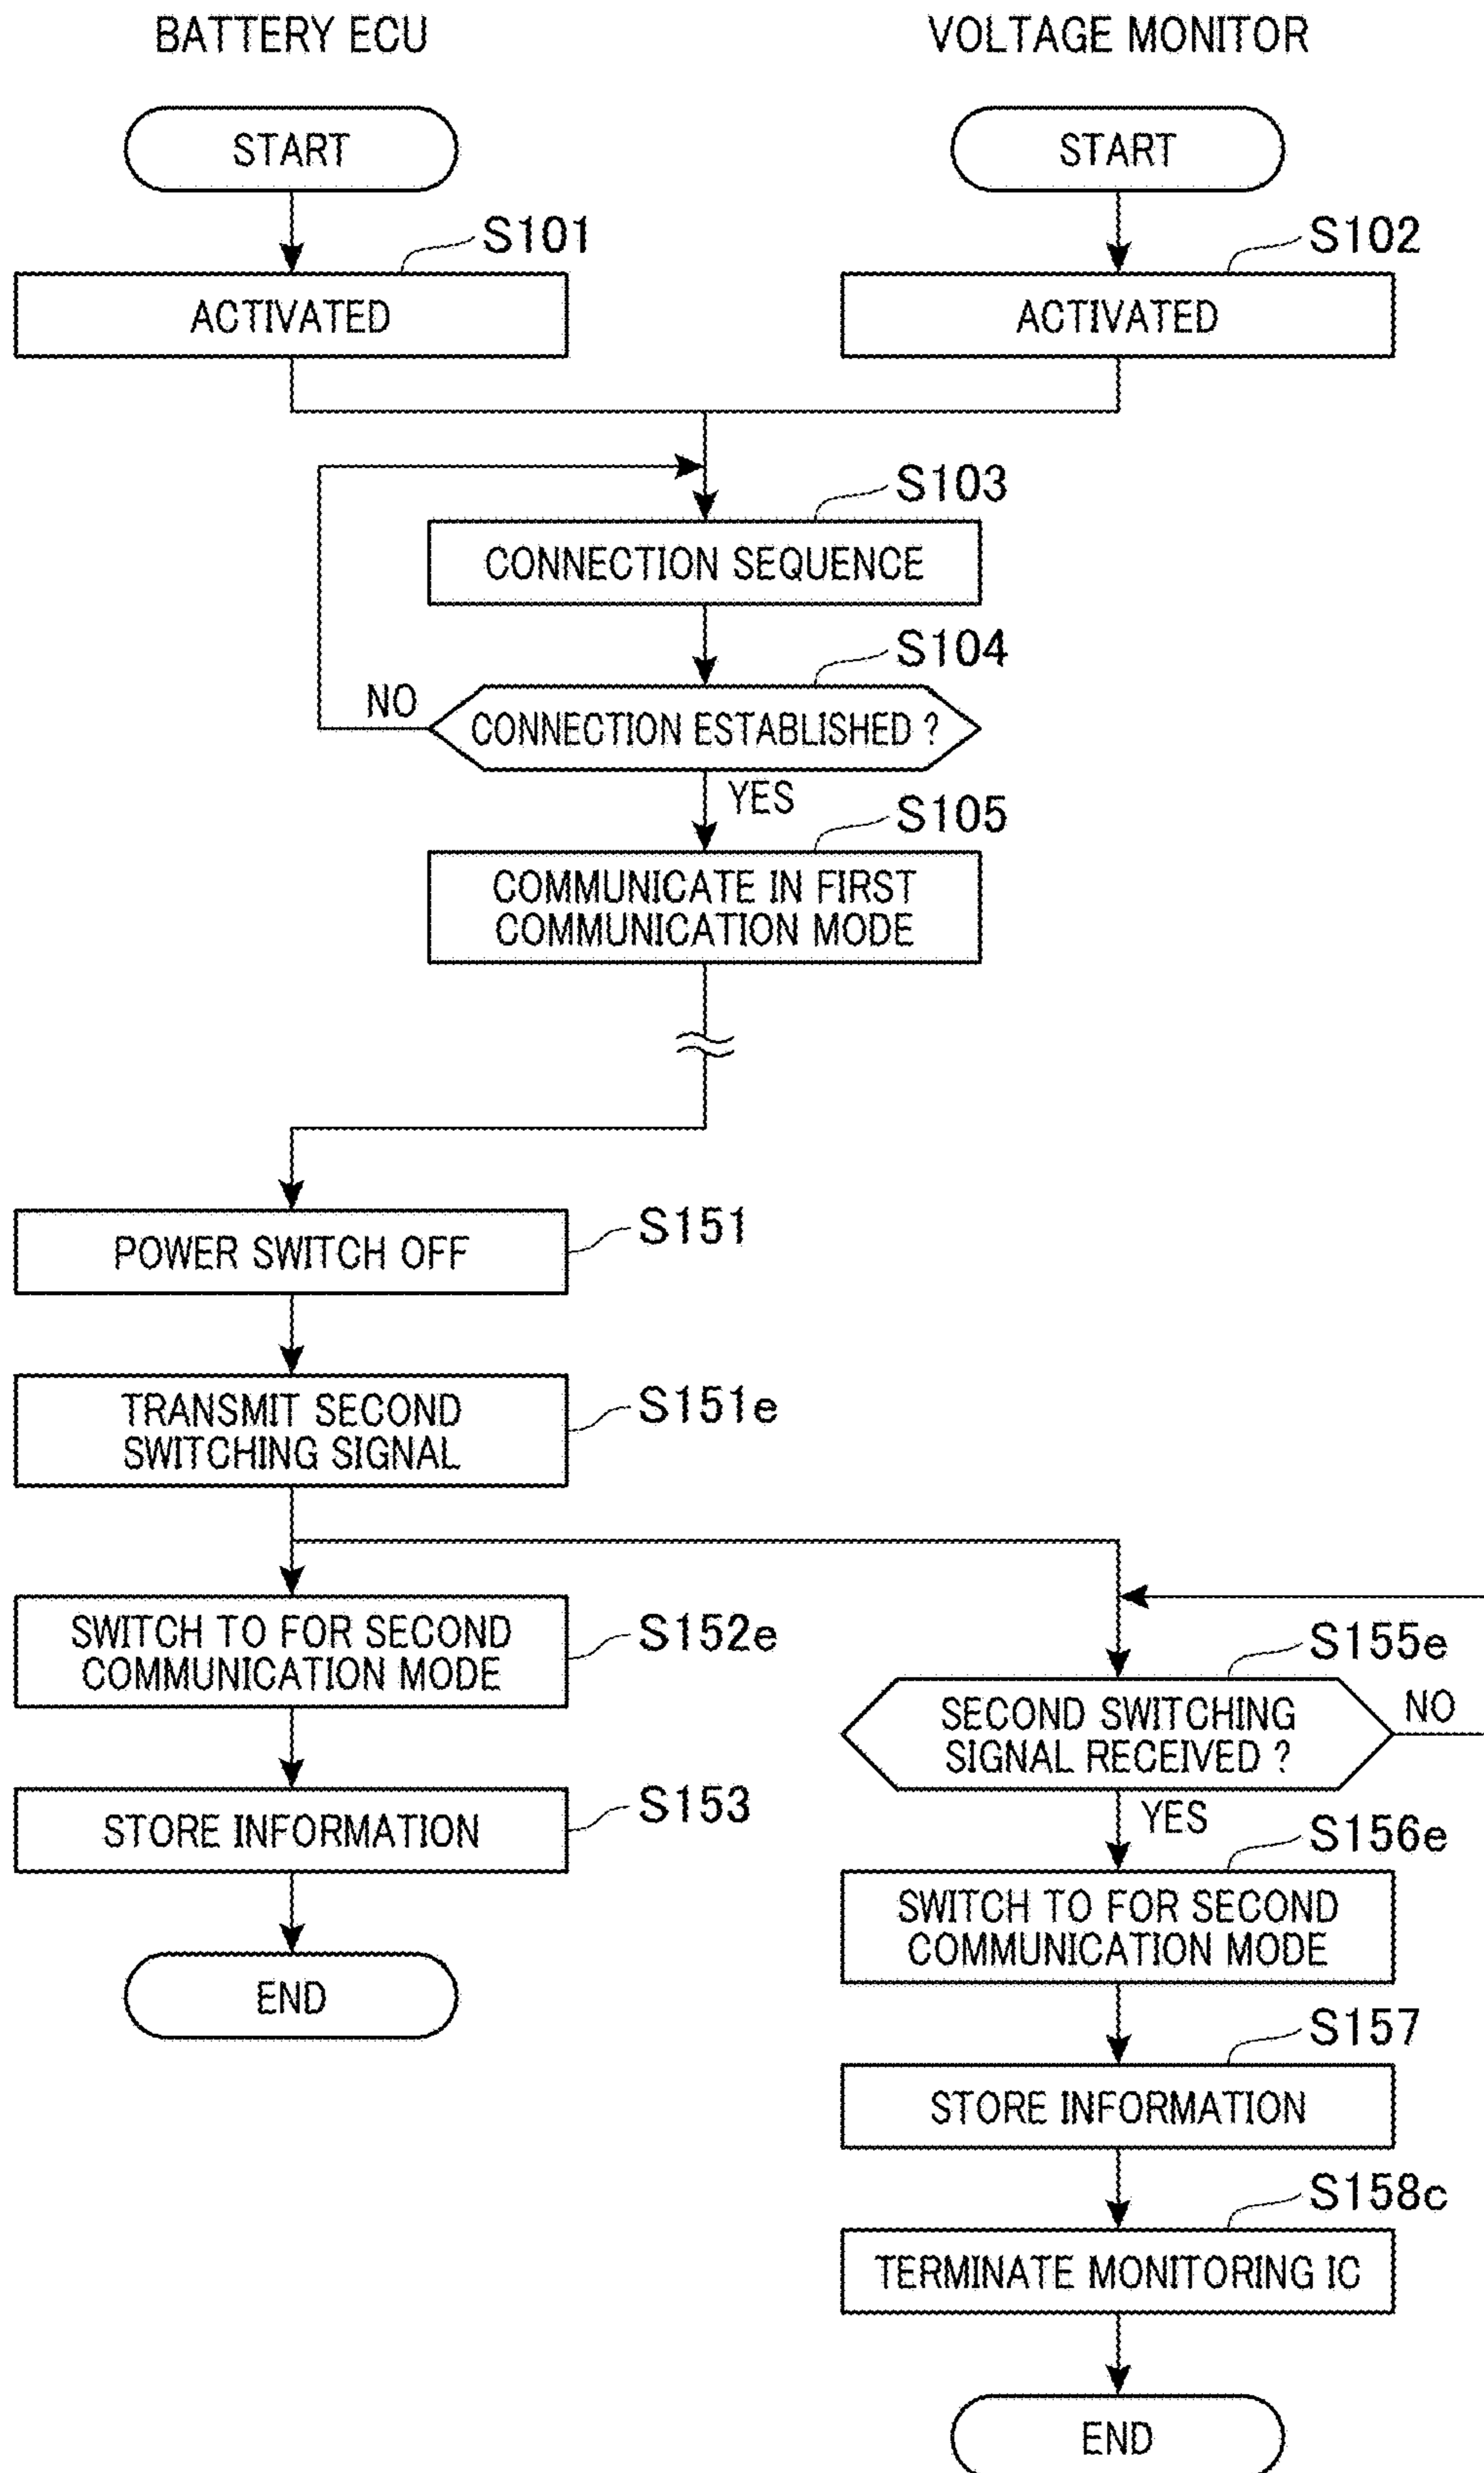 BATTERY ECU
VOLTAGE MONITOR
START
START
S101
S102
ACTIVATED
ACTIVATED
S103
CONNECTION SEQUENCE
S104
NO
CONNECTION ESTABLISHED ?
YES
S105
COMMUNICATE IN FIRST
COMMUNICATION MODE
POWER SWITCH OFF
S151
TRANSMIT SECOND
SWITCHING SIGNAL
S151e
SWITCH TO FOR SECOND
COMMUNICATION MODE
S152e
S155e
SECOND SWITCHING
SIGNAL RECEIVED ?
NO
YES
STORE INFORMATION
S153
S156e
SWITCH TO FOR SECOND
COMMUNICATION MODE
END
S157
STORE INFORMATION
S158c
TERMINATE MONITORING IC
END